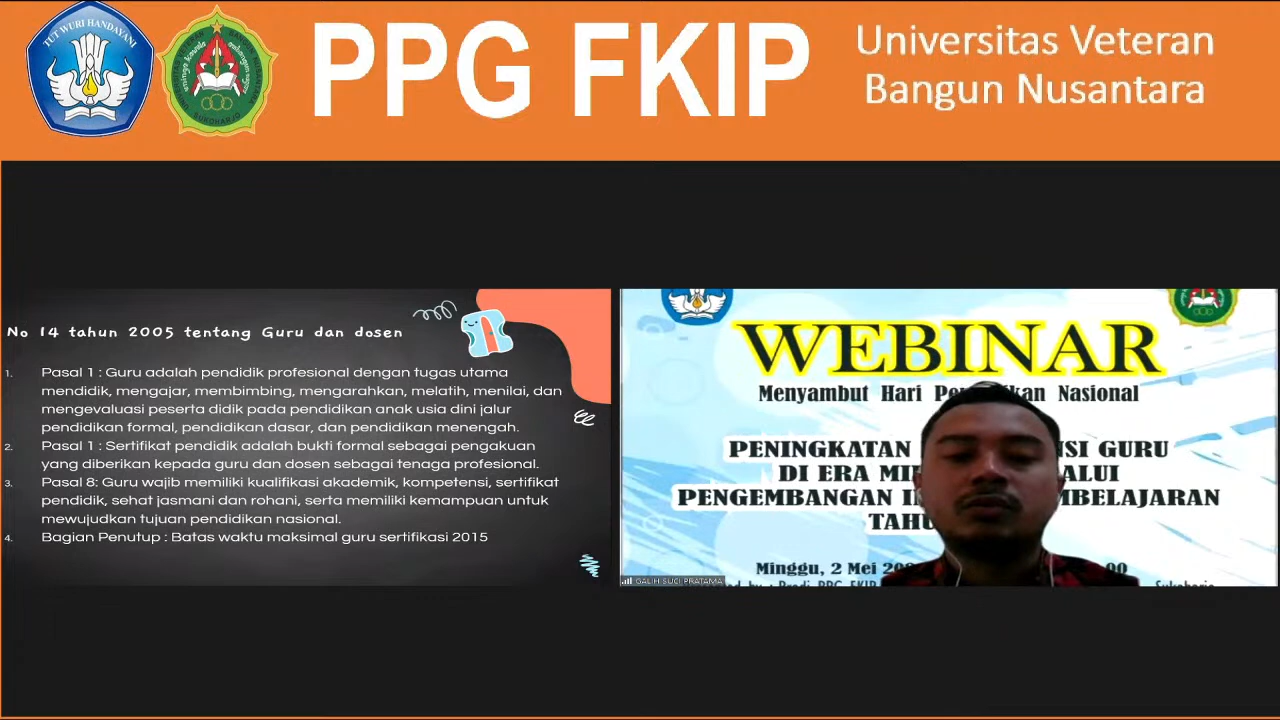 TUT WURI HANDAYANI
SUKOHARJO
PPG FKIP
Universitas Veteran
Bangun Nusantara
No 14 tahun 2005 tentang Guru dan dosen
1. Pasal 1 : Guru adalah pendidik profesional dengan tugas utama
mendidik, mengajar, membimbing, mengarahkan, melatih, menilai, dan
mengevaluasi peserta didik pada pendidikan anak usia dini jalur
pendidikan formal, pendidikan dasar, dan pendidikan menengah.
2. Pasal 1 : Sertifikat pendidik adalah bukti formal sebagai pengakuan
yang diberikan kepada guru dan dosen sebagai tenaga profesional.
3. Pasal 8: Guru wajib memiliki kualifikasi akademik, kompetensi, sertifikat
pendidik, sehat jasmani dan rohani, serta memiliki kemampuan untuk
mewujudkan tujuan pendidikan nasional.
4. Bagian Penutup : Batas waktu maksimal guru sertifikasi 2015
WEBINAR
Menyambut Hari Nasional
PENINGKATAN GURU
DI ERA
PENGEMBANGAN
Minggu, 2 Mei
by : Prodi PPG FKIP Sukoharjo
GALIH SUCI PRATAMA